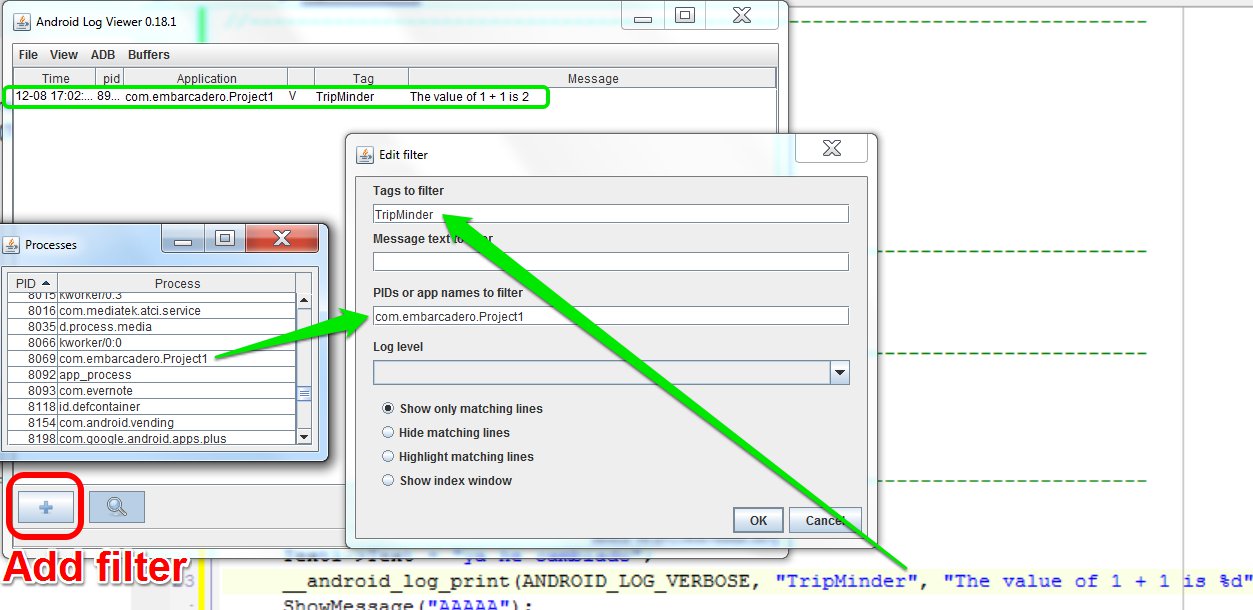 Android Log Viewer 0.18.1
File View ADB Buffers
Time pid Application Tag Message
12-08 17:02:... 89... com.embarcadero.Project1 V TripMinder The value of 1 + 1 is 2
Edit filter
Tags to filter
TripMinder
Message text to
PIDs or app names to filter
com.embarcadero.Project1
Log level
Show only matching lines
Hide matching lines
Highlight matching lines
Show index window
OK Cancel
Processes
PID Process
8015 kworker/0:3
8016 com.mediatek.atci.service
8035 d.process.media
8066 kworker/0:0
8069 com.embarcadero.Project1
8092 app_process
8093 com.evernote
8118 id.defcontainer
8154 com.android.vending
8198 com.google.android.apps.plus
Add filter
__android_log_print(ANDROID_LOG_VERBOSE, "TripMinder", "The value of 1 + 1 is %d"
ShowMessage("AAAAA");